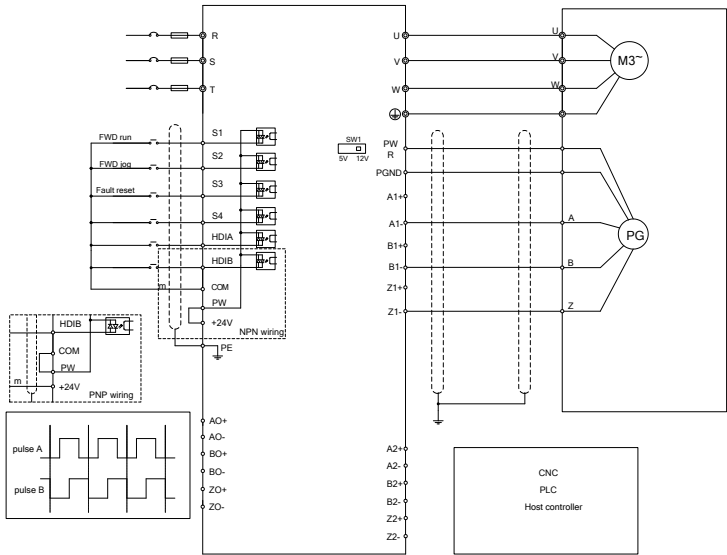 R
S
T
U
V
W
U
V
W
M3~
FWD run
FWD jog
Fault reset
S1
S2
S3
S4
HDIA
HDIB
m
COM
PW
+24V
NPN wiring
PE
SW1
5V 12V
PW
R
PGND
A1+
A1-
B1+
B1-
Z1+
Z1-
A
B
Z
PG
HDIB
COM
PW
m
+24V
PNP wiring
pulse A
pulse B
AO+
AO-
BO+
BO-
ZO+
ZO-
A2+
A2-
B2+
B2-
Z2+
Z2-
CNC
PLC
Host controller